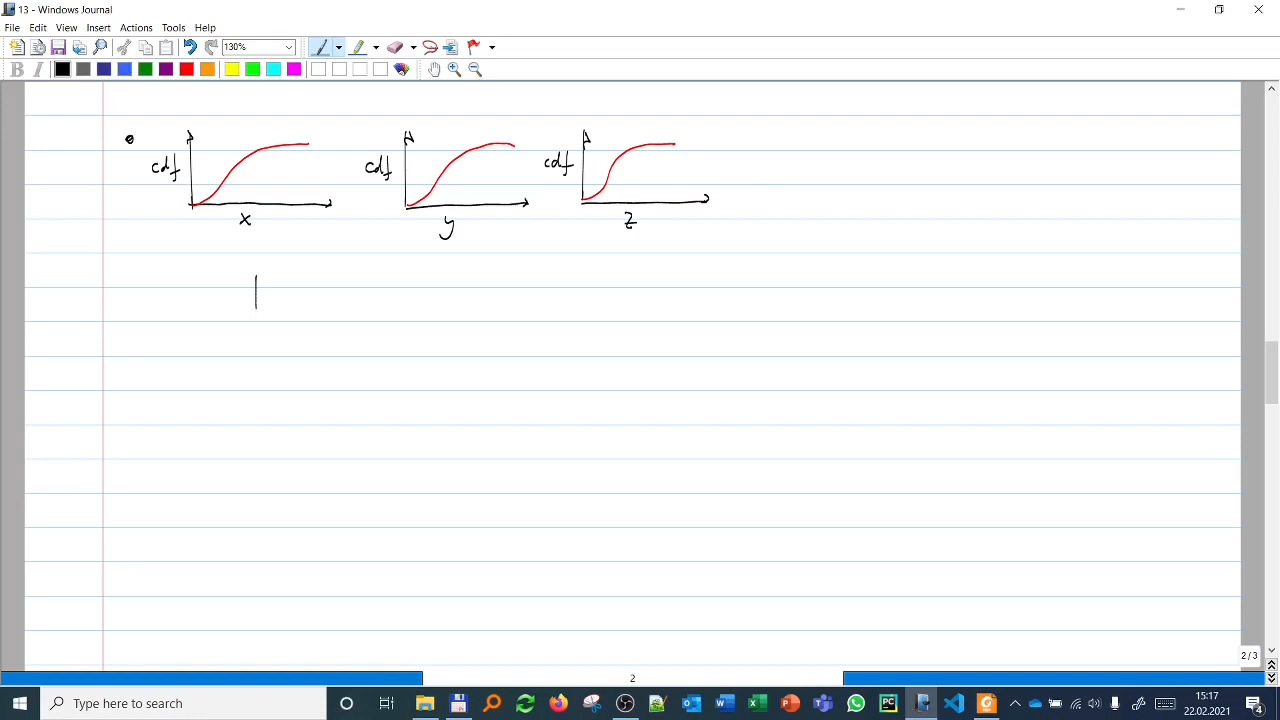 13 - Windows Journal
File Edit View Insert Actions Tools Help
130%
B I
cdf cdf cdf
x y z
2 / 3
2
Type here to search
15:17
22.02.2021